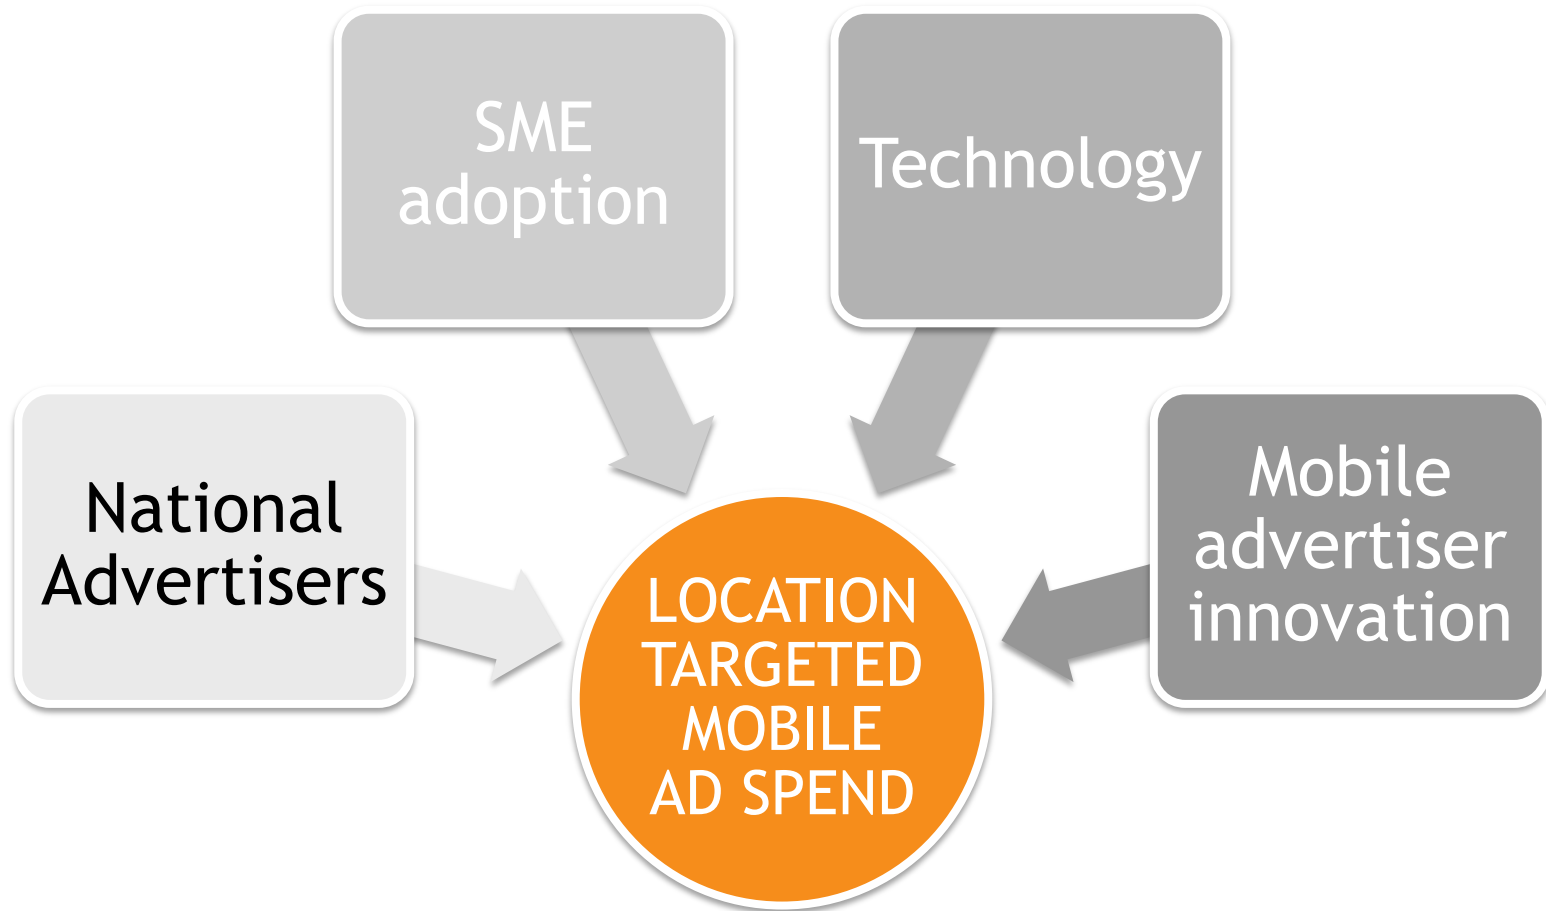 SME
adoption
Technology
National
Advertisers
Mobile
advertiser
innovation
LOCATION
TARGETED
MOBILE
AD SPEND